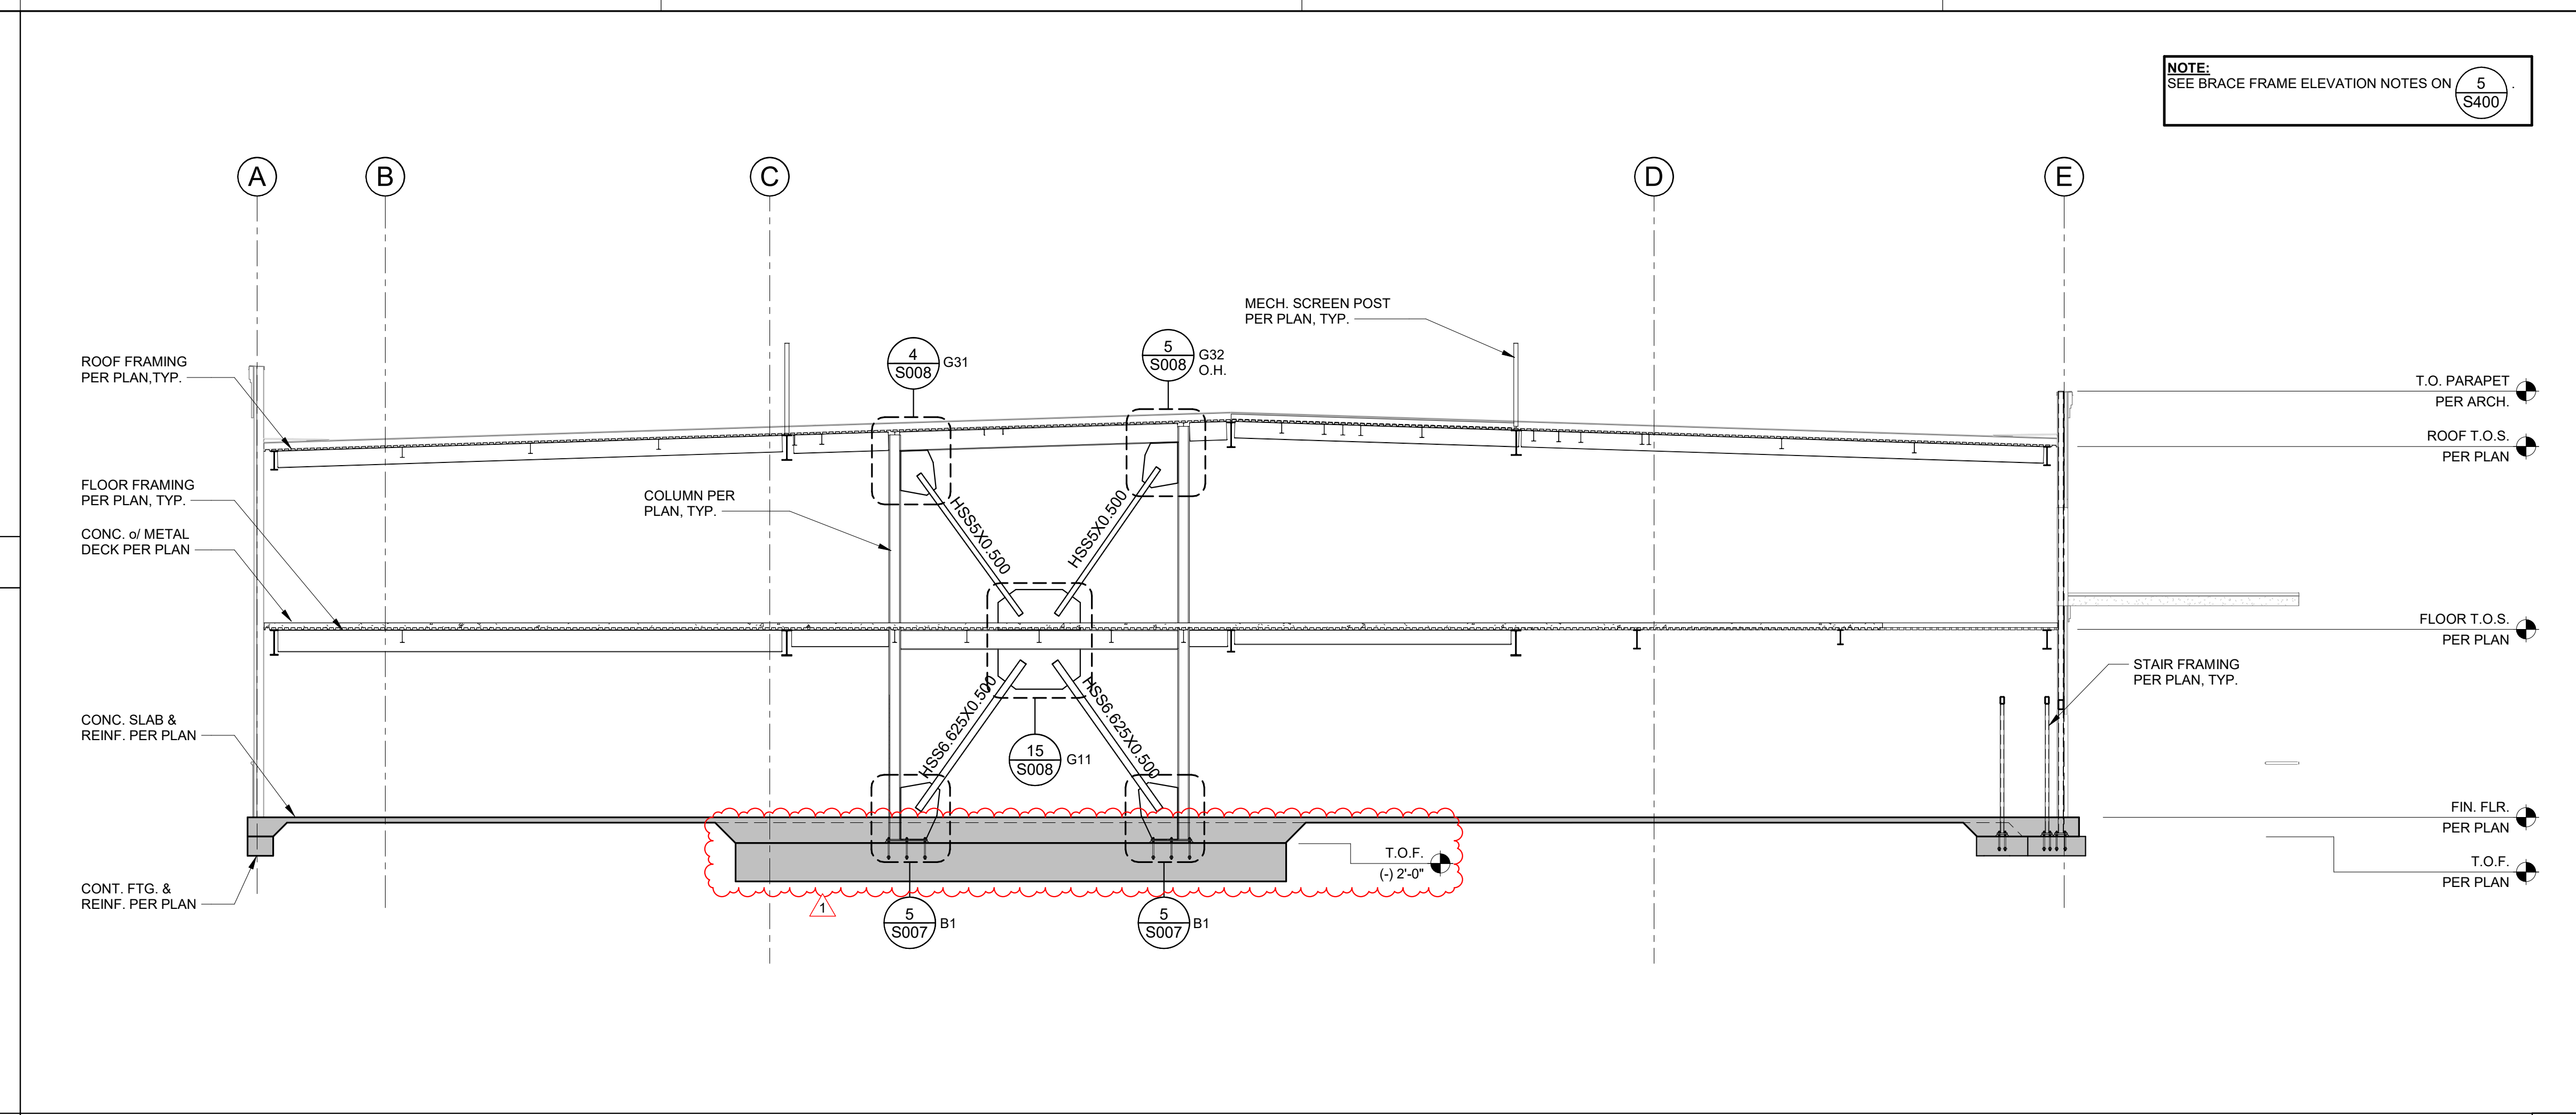 NOTE:
SEE BRACE FRAME ELEVATION NOTES ON 5 .
S400
A
B
C
D
E
MECH. SCREEN POST
PER PLAN, TYP.
4
S008
G31
5
S008
G32
O.H.
ROOF FRAMING
PER PLAN,TYP.
T.O. PARAPET
PER ARCH.
ROOF T.O.S.
PER PLAN
FLOOR FRAMING
PER PLAN, TYP.
COLUMN PER
PLAN, TYP.
HSS5X0.500
HSS5X0.500
CONC. o/ METAL
DECK PER PLAN
FLOOR T.O.S.
PER PLAN
STAIR FRAMING
PER PLAN, TYP.
HSS6.625X0.500
HSS6.625X0.500
CONC. SLAB &
REINF. PER PLAN
15
S008
G11
FIN. FLR.
PER PLAN
T.O.F.
(-) 2'-0"
T.O.F.
PER PLAN
CONT. FTG. &
REINF. PER PLAN
1
5
S007
B1
5
S007
B1